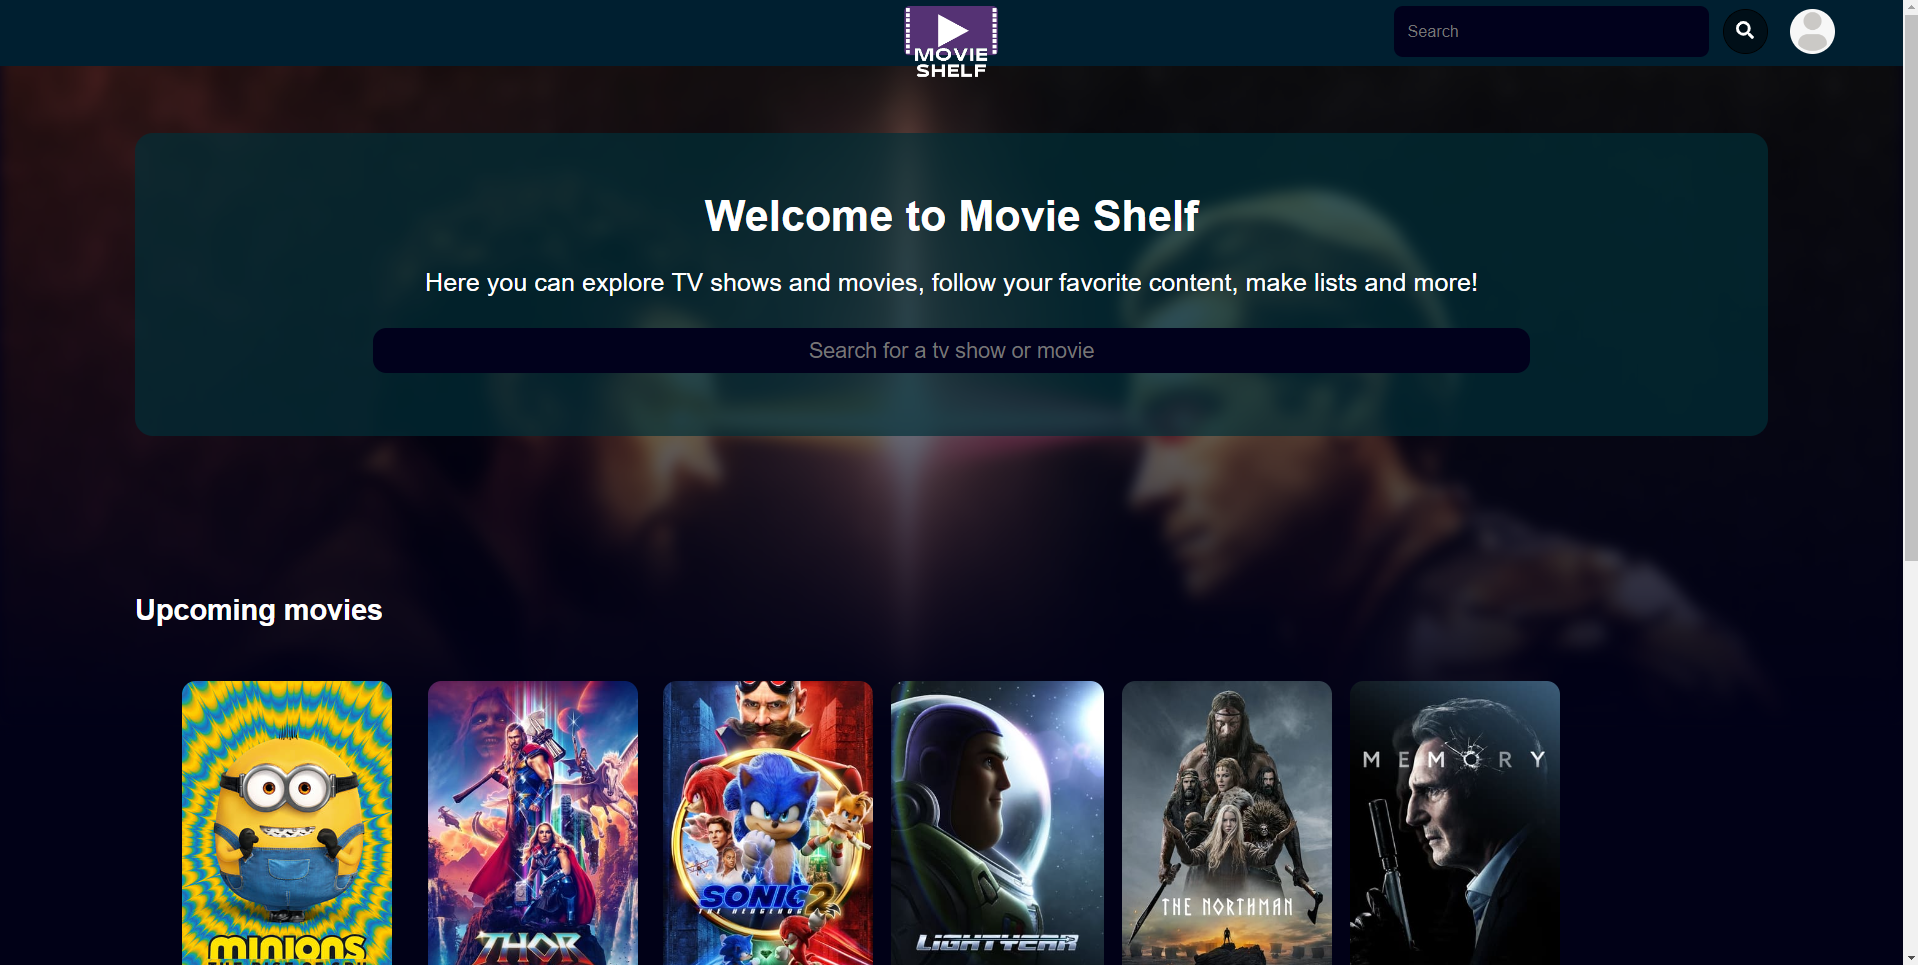 MOVIE
SHELF
Search
Welcome to Movie Shelf
Here you can explore TV shows and movies, follow your favorite content, make lists and more!
Search for a tv show or movie
Upcoming movies
MEMORY
SONIC 2
THE HEDGEHOG
THE NORTHMAN
MINIONS
THOR
LIGHTYEAR